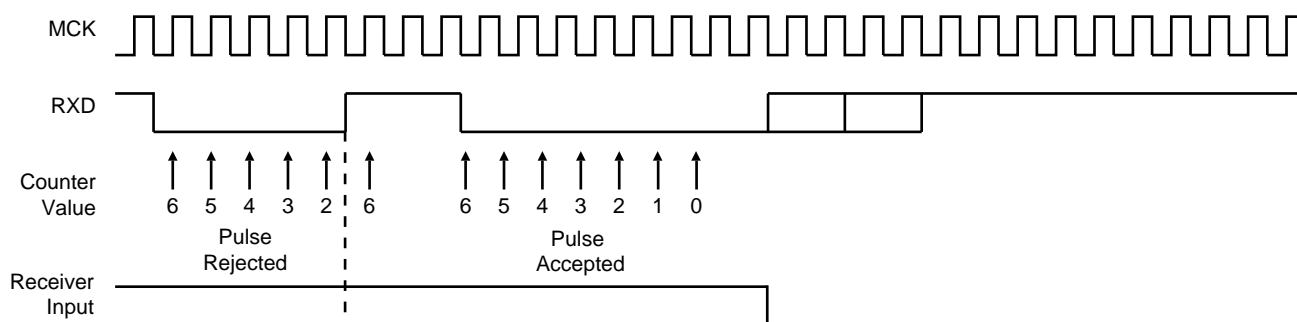 MCK
RXD
Counter
Value
6 5 4 3 2 6 6 5 4 3 2 1 0
Pulse
Rejected
Pulse
Accepted
Receiver
Input